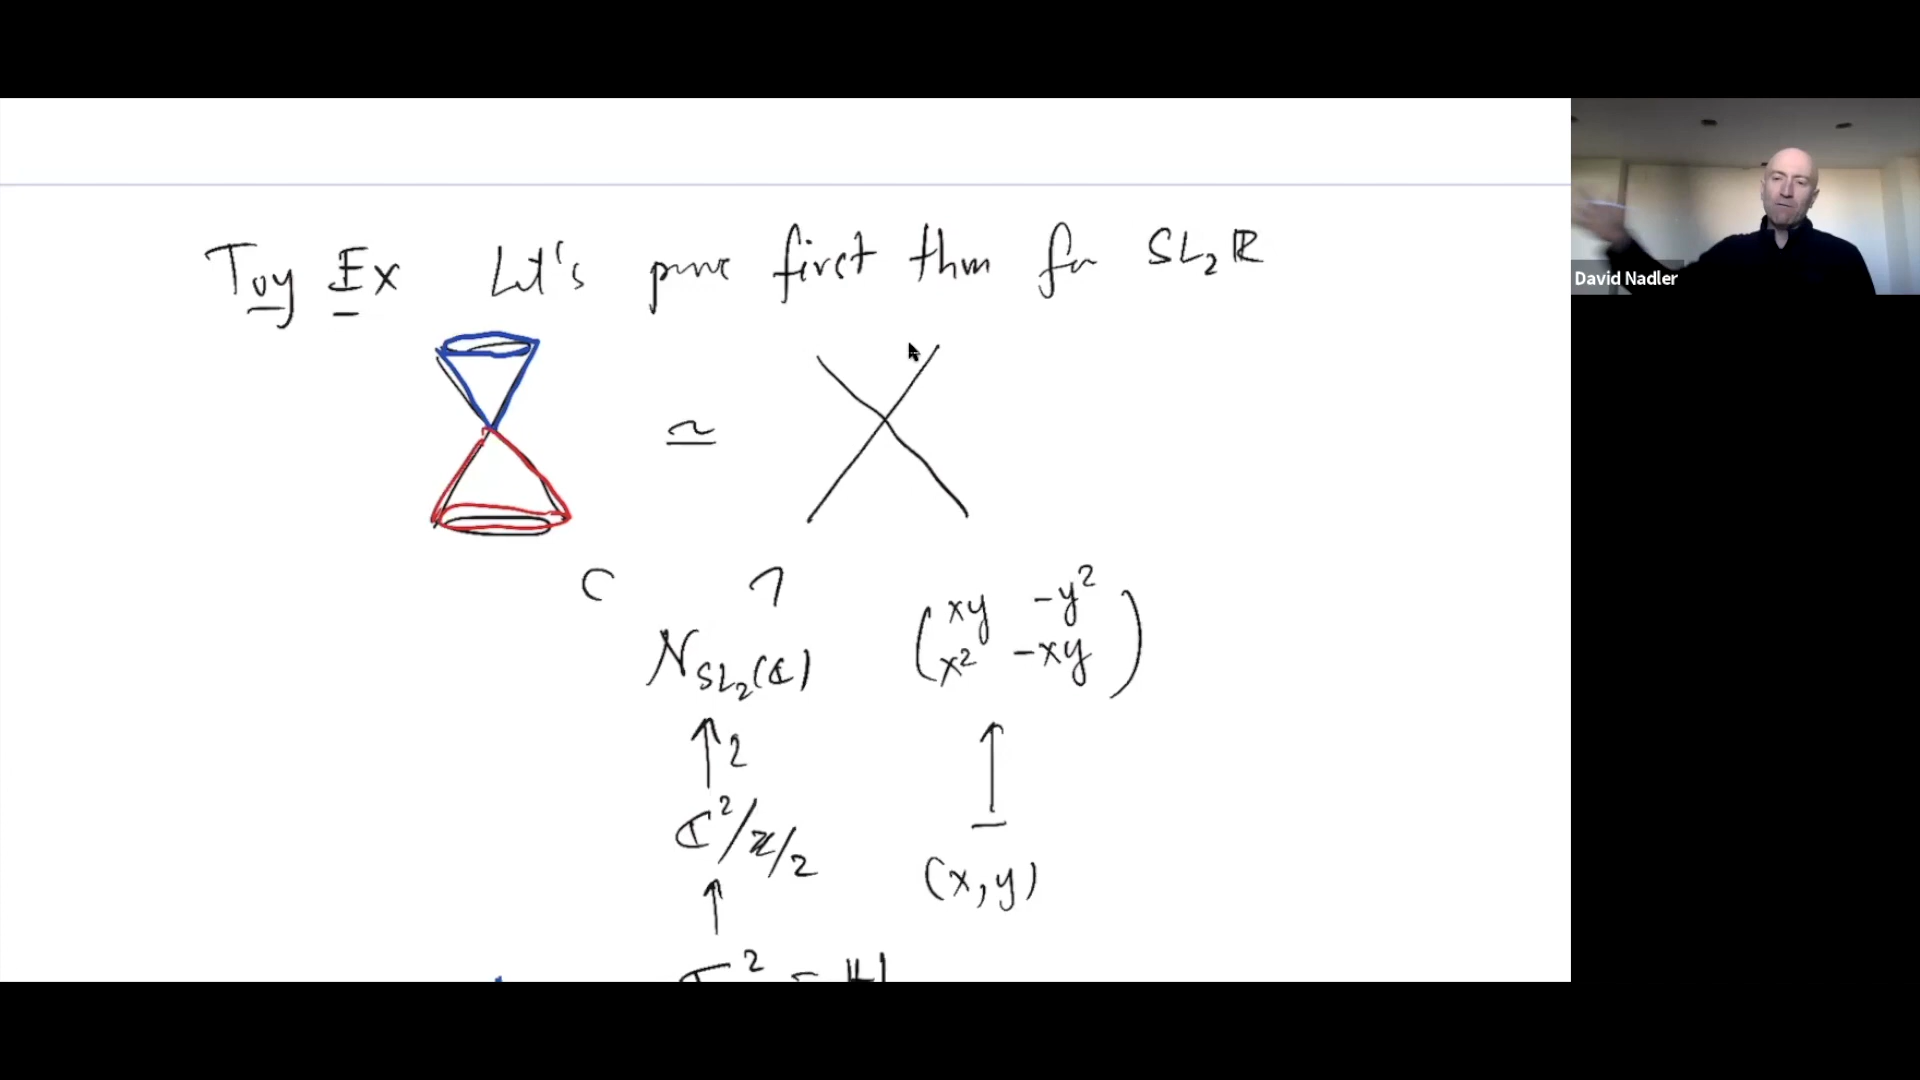 Toy Ex Let's prove first thm for SL₂ℝ
≃
⊂ ⊃
𝒩_{SL₂(ℂ)} (xy -y²
x² -xy)
↑2 ↑
ℂ²/ℤ/2 (x,y)
↑
ℂ² = ℍ
David Nadler